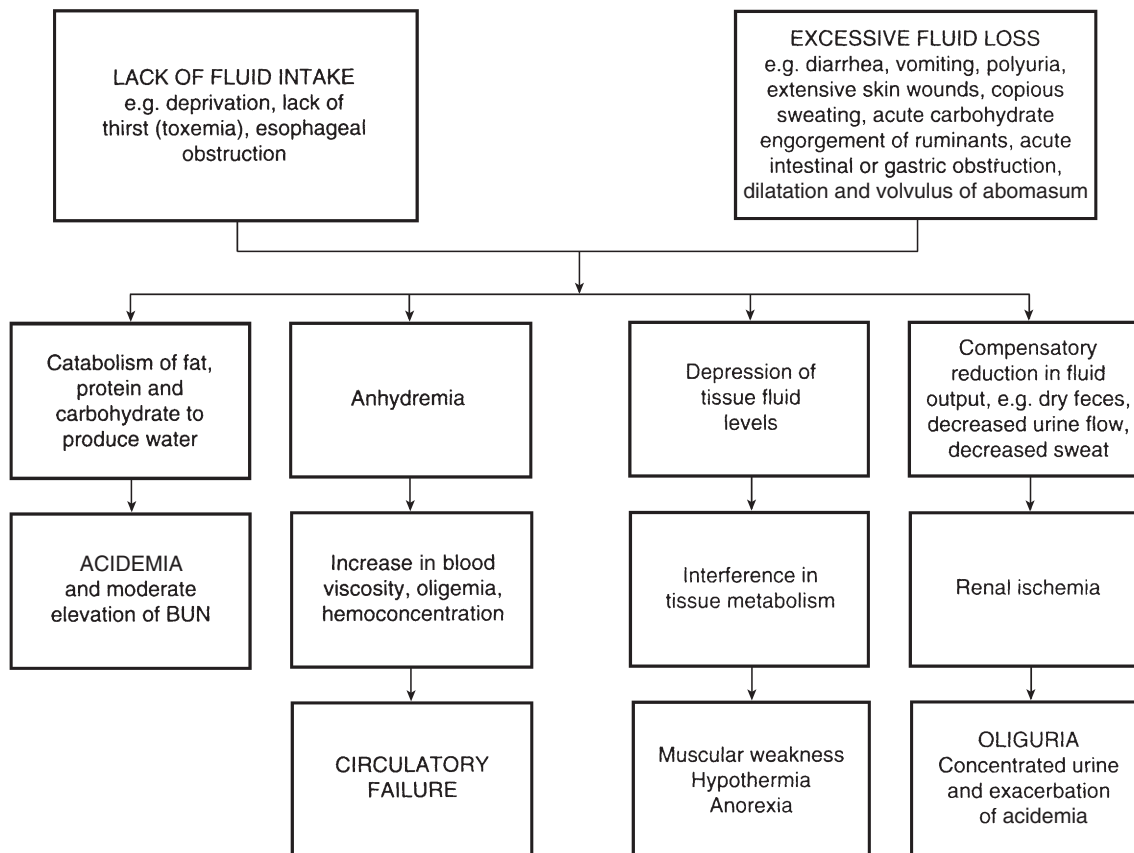 LACK OF FLUID INTAKE
e.g. deprivation, lack of
thirst (toxemia), esophageal
obstruction
EXCESSIVE FLUID LOSS
e.g. diarrhea, vomiting, polyuria,
extensive skin wounds, copious
sweating, acute carbohydrate
engorgement of ruminants, acute
intestinal or gastric obstruction,
dilatation and volvulus of abomasum
Catabolism of fat,
protein and
carbohydrate to
produce water
Anhydremia
Depression of
tissue fluid
levels
Compensatory
reduction in fluid
output, e.g. dry feces,
decreased urine flow,
decreased sweat
ACIDEMIA
and moderate
elevation of BUN
Increase in blood
viscosity, oligemia,
hemoconcentration
Interference in
tissue metabolism
Renal ischemia
CIRCULATORY
FAILURE
Muscular weakness
Hypothermia
Anorexia
OLIGURIA
Concentrated urine
and exacerbation
of acidemia